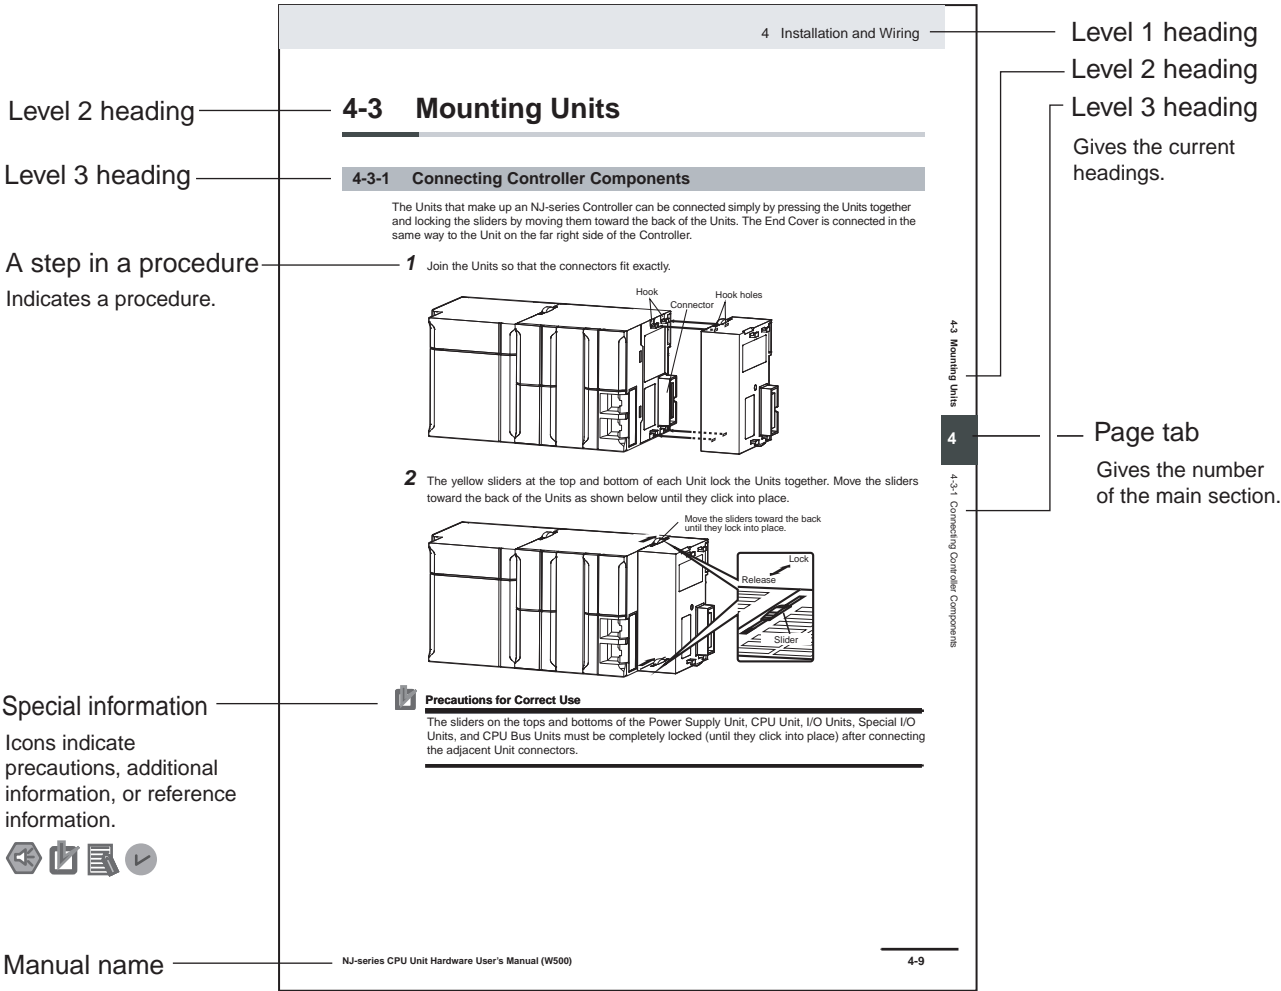 4 Installation and Wiring
Level 1 heading
Level 2 heading
Level 3 heading
Gives the current
headings.
Level 2 heading
4-3 Mounting Units
Level 3 heading
4-3-1 Connecting Controller Components
The Units that make up an NJ-series Controller can be connected simply by pressing the Units together
and locking the sliders by moving them toward the back of the Units. The End Cover is connected in the
same way to the Unit on the far right side of the Controller.
A step in a procedure
Indicates a procedure.
1 Join the Units so that the connectors fit exactly.
Hook
Connector
Hook holes
4-3 Mounting Units
4
4-3-1 Connecting Controller Components
Page tab
Gives the number
of the main section.
2 The yellow sliders at the top and bottom of each Unit lock the Units together. Move the sliders
toward the back of the Units as shown below until they click into place.
Move the sliders toward the back
until they lock into place.
Lock
Release
Slider
Special information
Icons indicate
precautions, additional
information, or reference
information.
Precautions for Correct Use
The sliders on the tops and bottoms of the Power Supply Unit, CPU Unit, I/O Units, Special I/O
Units, and CPU Bus Units must be completely locked (until they click into place) after connecting
the adjacent Unit connectors.
Manual name
NJ-series CPU Unit Hardware User's Manual (W500)
4-9